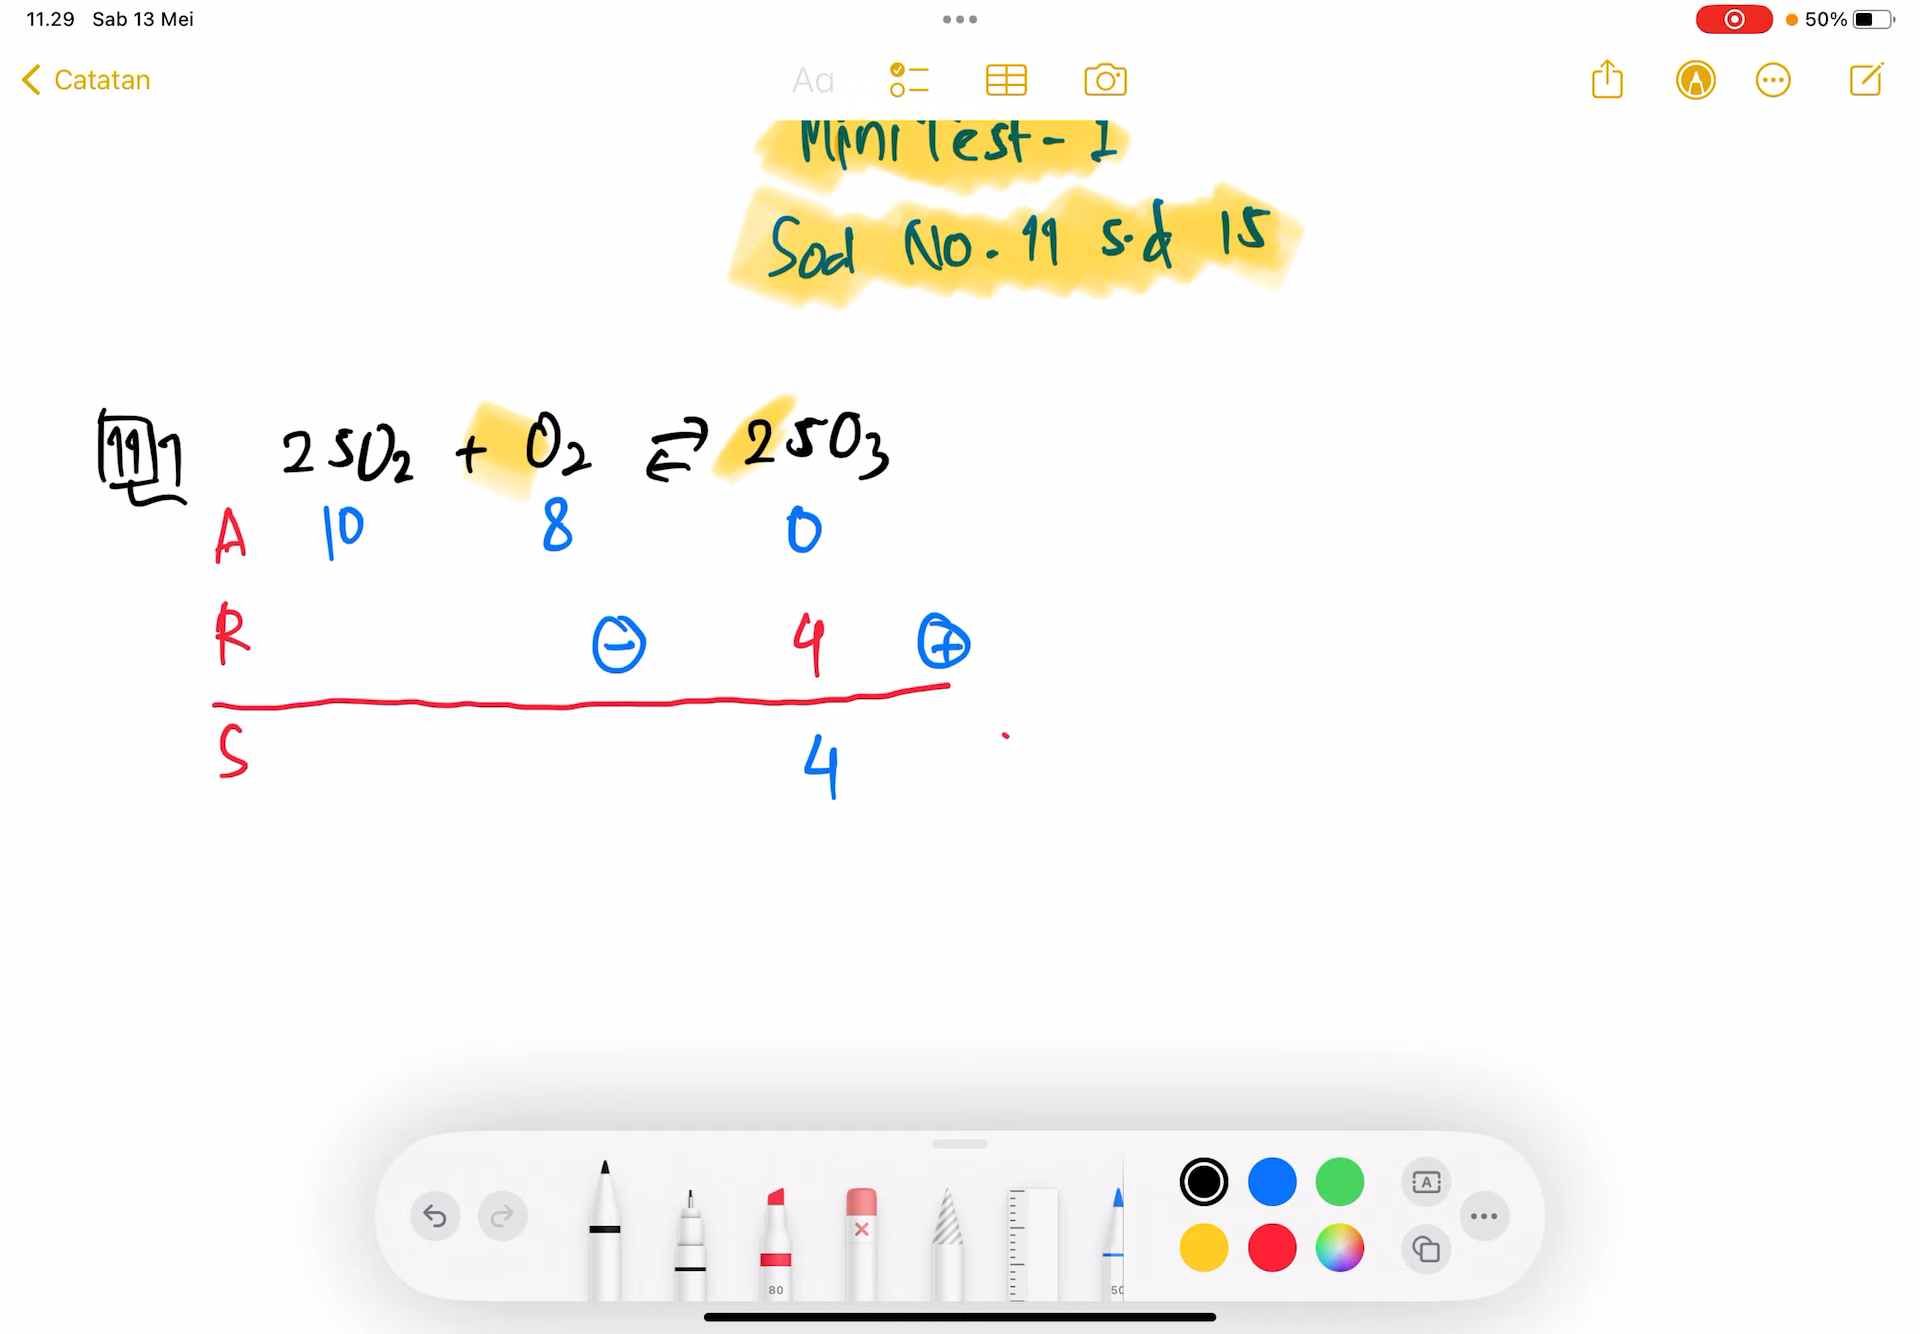 11.29 Sab 13 Mei
50%
Catatan
Aa
Mini Test - I
Soal No. 11 s.d 15
11 2SO₂ + O₂ ⇄ 2SO₃
A 10 8 0
R − 4 +
S 4
80
50
A